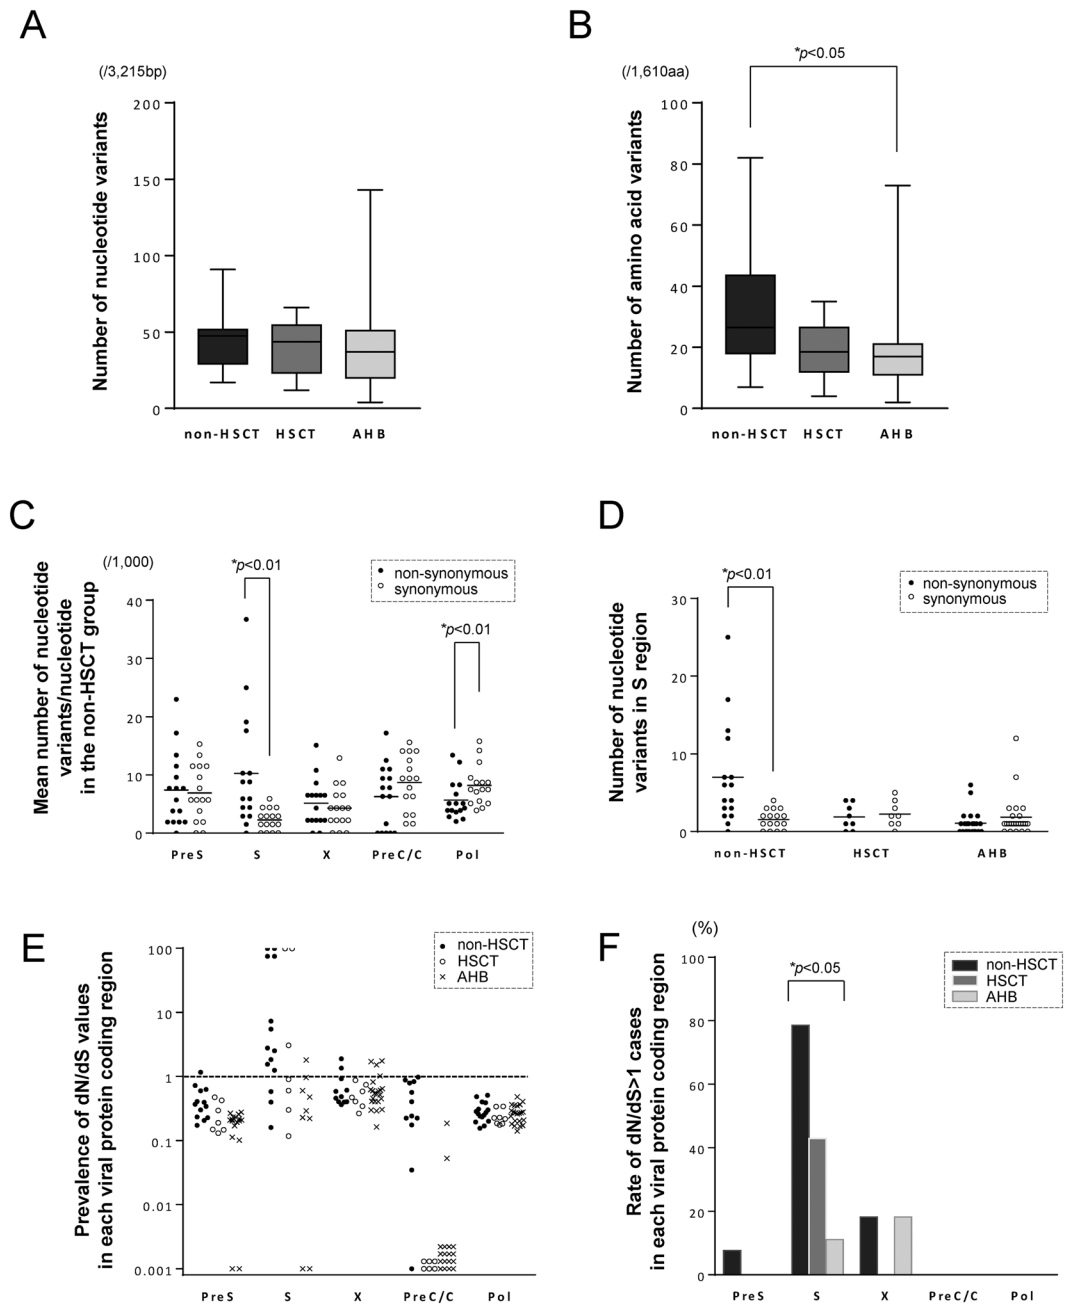 A
(/3,215bp)
Number of nucleotide variants
200
150
100
50
0
non-HSCT HSCT AHB
B
(/1,610aa)
*p<0.05
Number of amino acid variants
100
80
60
40
20
0
non-HSCT HSCT AHB
C
(/1,000)
Mean number of nucleotide
variants/nucleotide
in the non-HSCT group
*p<0.01
non-synonymous
synonymous
*p<0.01
40
30
20
10
0
PreS S X PreC/C Pol
D
Number of nucleotide
variants in S region
*p<0.01
non-synonymous
synonymous
30
20
10
0
non-HSCT HSCT AHB
E
Prevalence of dN/dS values
in each viral protein coding region
non-HSCT
HSCT
AHB
100
10
1
0.1
0.01
0.001
PreS S X PreC/C Pol
F
(%)
Rate of dN/dS>1 cases
in each viral protein coding region
*p<0.05
non-HSCT
HSCT
AHB
100
80
60
40
20
0
PreS S X PreC/C Pol